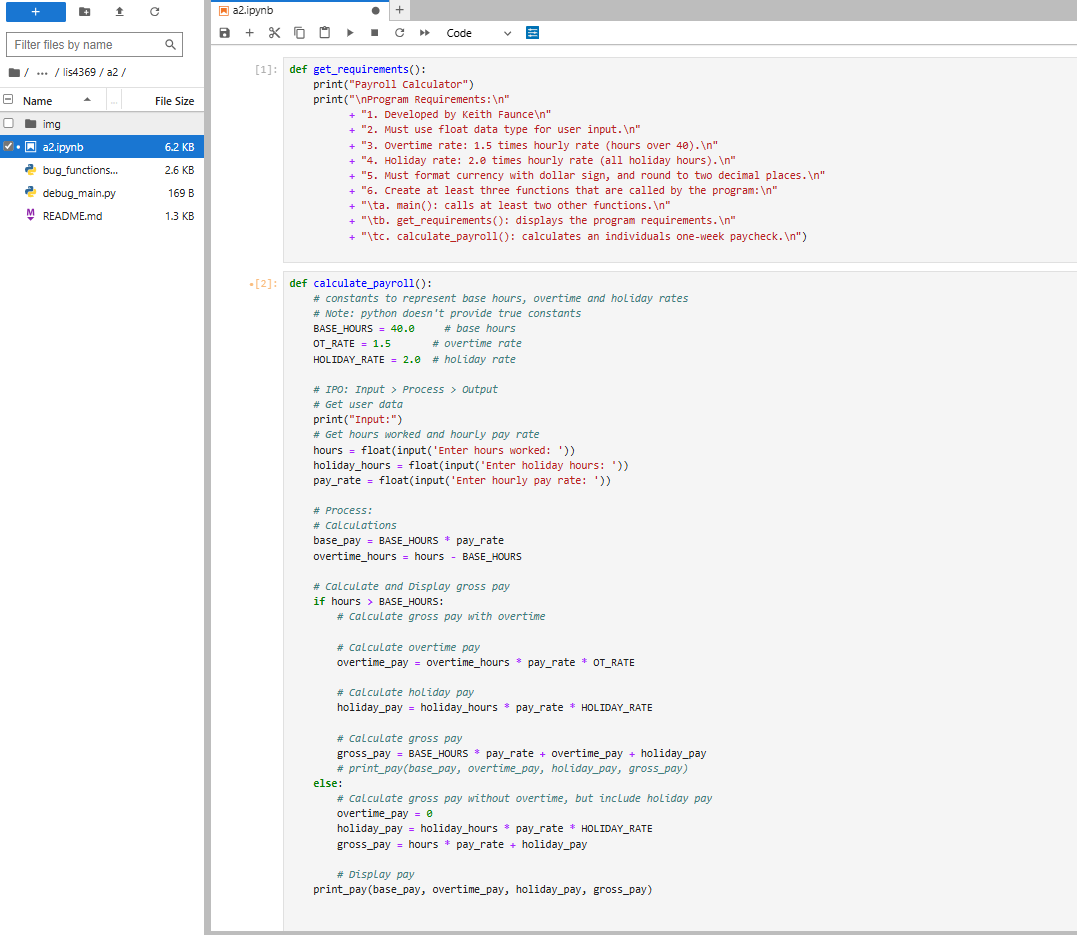 a2.ipynb
Code
Filter files by name
/ ... / lis4369 / a2 /
Name ... File Size
img
a2.ipynb 6.2 KB
bug_functions... 2.6 KB
debug_main.py 169 B
README.md 1.3 KB
[1]:
def get_requirements():
    print("Payroll Calculator")
    print("\nProgram Requirements:\n"
          + "1. Developed by Keith Faunce\n"
          + "2. Must use float data type for user input.\n"
          + "3. Overtime rate: 1.5 times hourly rate (hours over 40).\n"
          + "4. Holiday rate: 2.0 times hourly rate (all holiday hours).\n"
          + "5. Must format currency with dollar sign, and round to two decimal places.\n"
          + "6. Create at least three functions that are called by the program:\n"
          + "\ta. main(): calls at least two other functions.\n"
          + "\tb. get_requirements(): displays the program requirements.\n"
          + "\tc. calculate_payroll(): calculates an individuals one-week paycheck.\n")
[2]:
def calculate_payroll():
    # constants to represent base hours, overtime and holiday rates
    # Note: python doesn't provide true constants
    BASE_HOURS = 40.0     # base hours
    OT_RATE = 1.5       # overtime rate
    HOLIDAY_RATE = 2.0  # holiday rate
    # IPO: Input > Process > Output
    # Get user data
    print("Input:")
    # Get hours worked and hourly pay rate
    hours = float(input('Enter hours worked: '))
    holiday_hours = float(input('Enter holiday hours: '))
    pay_rate = float(input('Enter hourly pay rate: '))
    # Process:
    # Calculations
    base_pay = BASE_HOURS * pay_rate
    overtime_hours = hours - BASE_HOURS
    # Calculate and Display gross pay
    if hours > BASE_HOURS:
        # Calculate gross pay with overtime
        # Calculate overtime pay
        overtime_pay = overtime_hours * pay_rate * OT_RATE
        # Calculate holiday pay
        holiday_pay = holiday_hours * pay_rate * HOLIDAY_RATE
        # Calculate gross pay
        gross_pay = BASE_HOURS * pay_rate + overtime_pay + holiday_pay
        # print_pay(base_pay, overtime_pay, holiday_pay, gross_pay)
    else:
        # Calculate gross pay without overtime, but include holiday pay
        overtime_pay = 0
        holiday_pay = holiday_hours * pay_rate * HOLIDAY_RATE
        gross_pay = hours * pay_rate + holiday_pay
        # Display pay
    print_pay(base_pay, overtime_pay, holiday_pay, gross_pay)